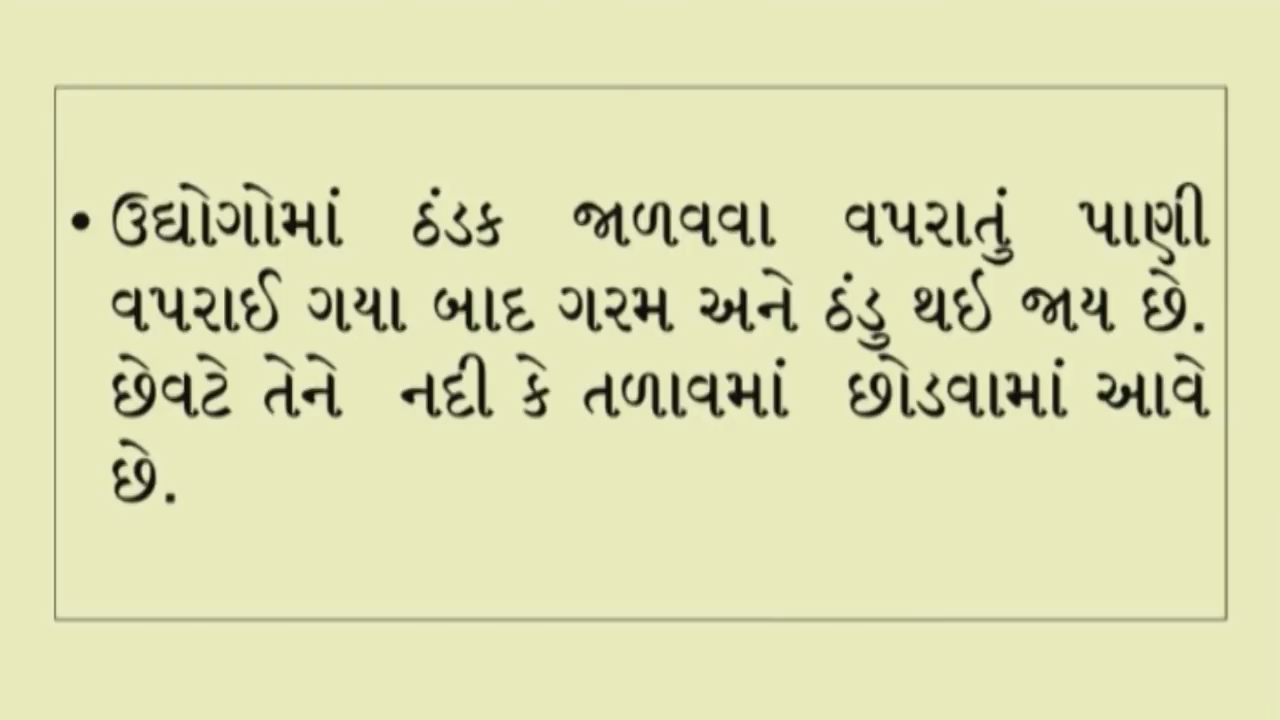 • ઉદ્યોગોમાં ઠંડક જાળવવા વપરાતું પાણી
વપરાઈ ગયા બાદ ગરમ અને ઠંડુ થઈ જાય છે.
છેવટે તેને નદી કે તળાવમાં છોડવામાં આવે
છે.